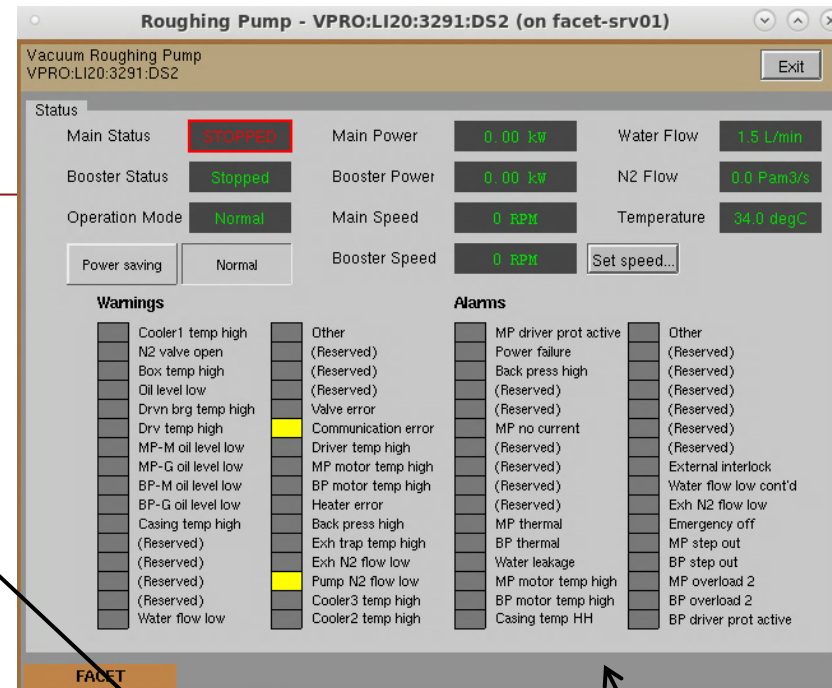 Roughing Pump - VPRO:LI20:3291:DS2 (on facet-srv01)
Vacuum Roughing Pump
VPRO:LI20:3291:DS2
Exit
Status
Main Status STOPPED Main Power 0.00 kW Water Flow 1.5 L/min
Booster Status Stopped Booster Power 0.00 kW N2 Flow 0.0 Pam3/s
Operation Mode Normal Main Speed 0 RPM Temperature 34.0 degC
Power saving Normal Booster Speed 0 RPM Set speed...
Warnings Alarms
Cooler1 temp high Other MP driver prot active Other
N2 valve open (Reserved) Power failure (Reserved)
Box temp high (Reserved) Back press high (Reserved)
Oil level low (Reserved) (Reserved) (Reserved)
Drvn brg temp high Valve error (Reserved) (Reserved)
Drv temp high Communication error MP no current (Reserved)
MP-M oil level low Driver temp high (Reserved) (Reserved)
MP-G oil level low MP motor temp high (Reserved) External interlock
BP-M oil level low BP motor temp high (Reserved) Water flow low cont'd
BP-G oil level low Heater error (Reserved) Exh N2 flow low
Casing temp high Back press high MP thermal Emergency off
(Reserved) Exh trap temp high BP thermal MP step out
(Reserved) Exh N2 flow low Water leakage BP step out
(Reserved) Pump N2 flow low MP motor temp high MP overload 2
(Reserved) Cooler3 temp high BP motor temp high BP overload 2
Water flow low Cooler2 temp high Casing temp HH BP driver prot active
FACET